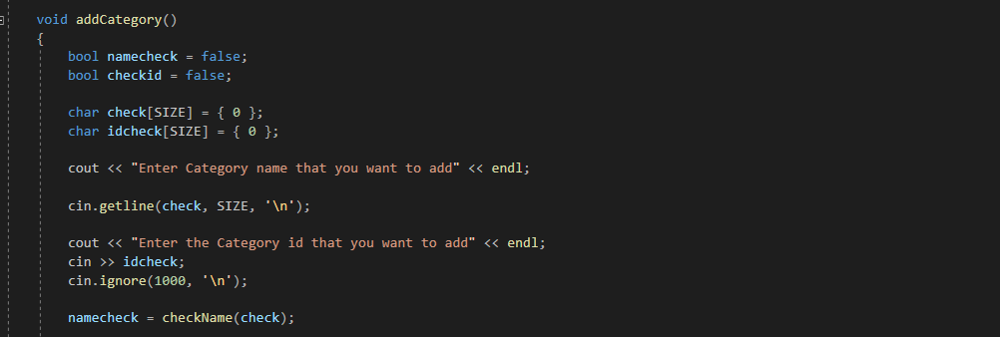 void addCategory()
{
bool namecheck = false;
bool checkid = false;
char check[SIZE] = { 0 };
char idcheck[SIZE] = { 0 };
cout << "Enter Category name that you want to add" << endl;
cin.getline(check, SIZE, '\n');
cout << "Enter the Category id that you want to add" << endl;
cin >> idcheck;
cin.ignore(1000, '\n');
namecheck = checkName(check);